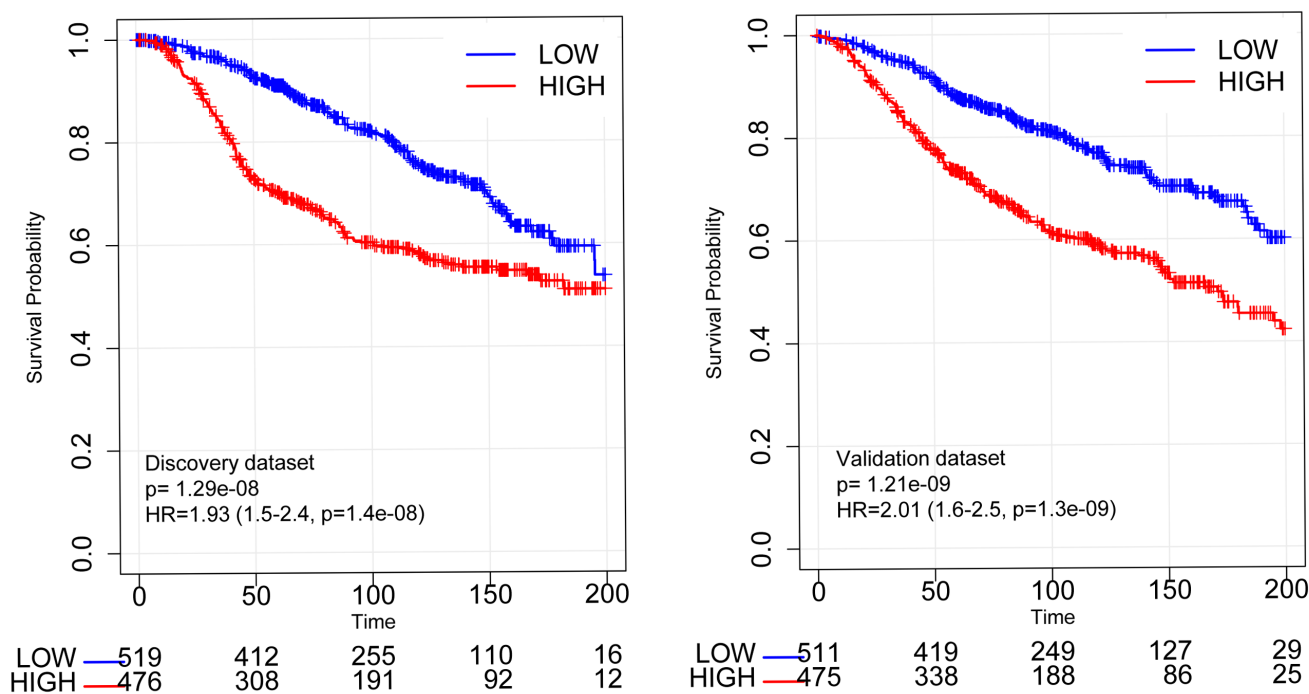 LOW
HIGH
Survival Probability
1.0
0.8
0.6
0.4
0.2
0.0
Discovery dataset
p= 1.29e-08
HR=1.93 (1.5-2.4, p=1.4e-08)
0 50 100 150 200
Time
LOW 519 412 255 110 16
HIGH 476 308 191 92 12
LOW
HIGH
Survival Probability
1.0
0.8
0.6
0.4
0.2
0.0
Validation dataset
p= 1.21e-09
HR=2.01 (1.6-2.5, p=1.3e-09)
0 50 100 150 200
Time
LOW 511 419 249 127 29
HIGH 475 338 188 86 25